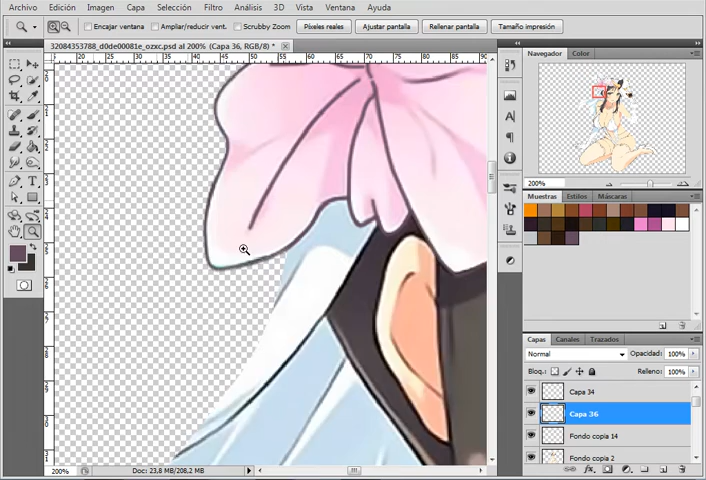 Archivo Edición Imagen Capa Selección Filtro Análisis 3D Vista Ventana Ayuda
Encajar ventana Ampliar/reducir vent. Scrubby Zoom Píxeles reales Ajustar pantalla Rellenar pantalla Tamaño impresión
32084353788_d0de00081e_ozxc.psd al 200% (Capa 36, RGB/8) *
Navegador Color
200%
Muestras Estilos Máscaras
Capas Canales Trazados
Normal Opacidad: 100%
Bloq.: Relleno: 100%
Capa 34
Capa 36
Fondo copia 14
Fondo copia 2
200% Doc: 23,8 MB/208,2 MB